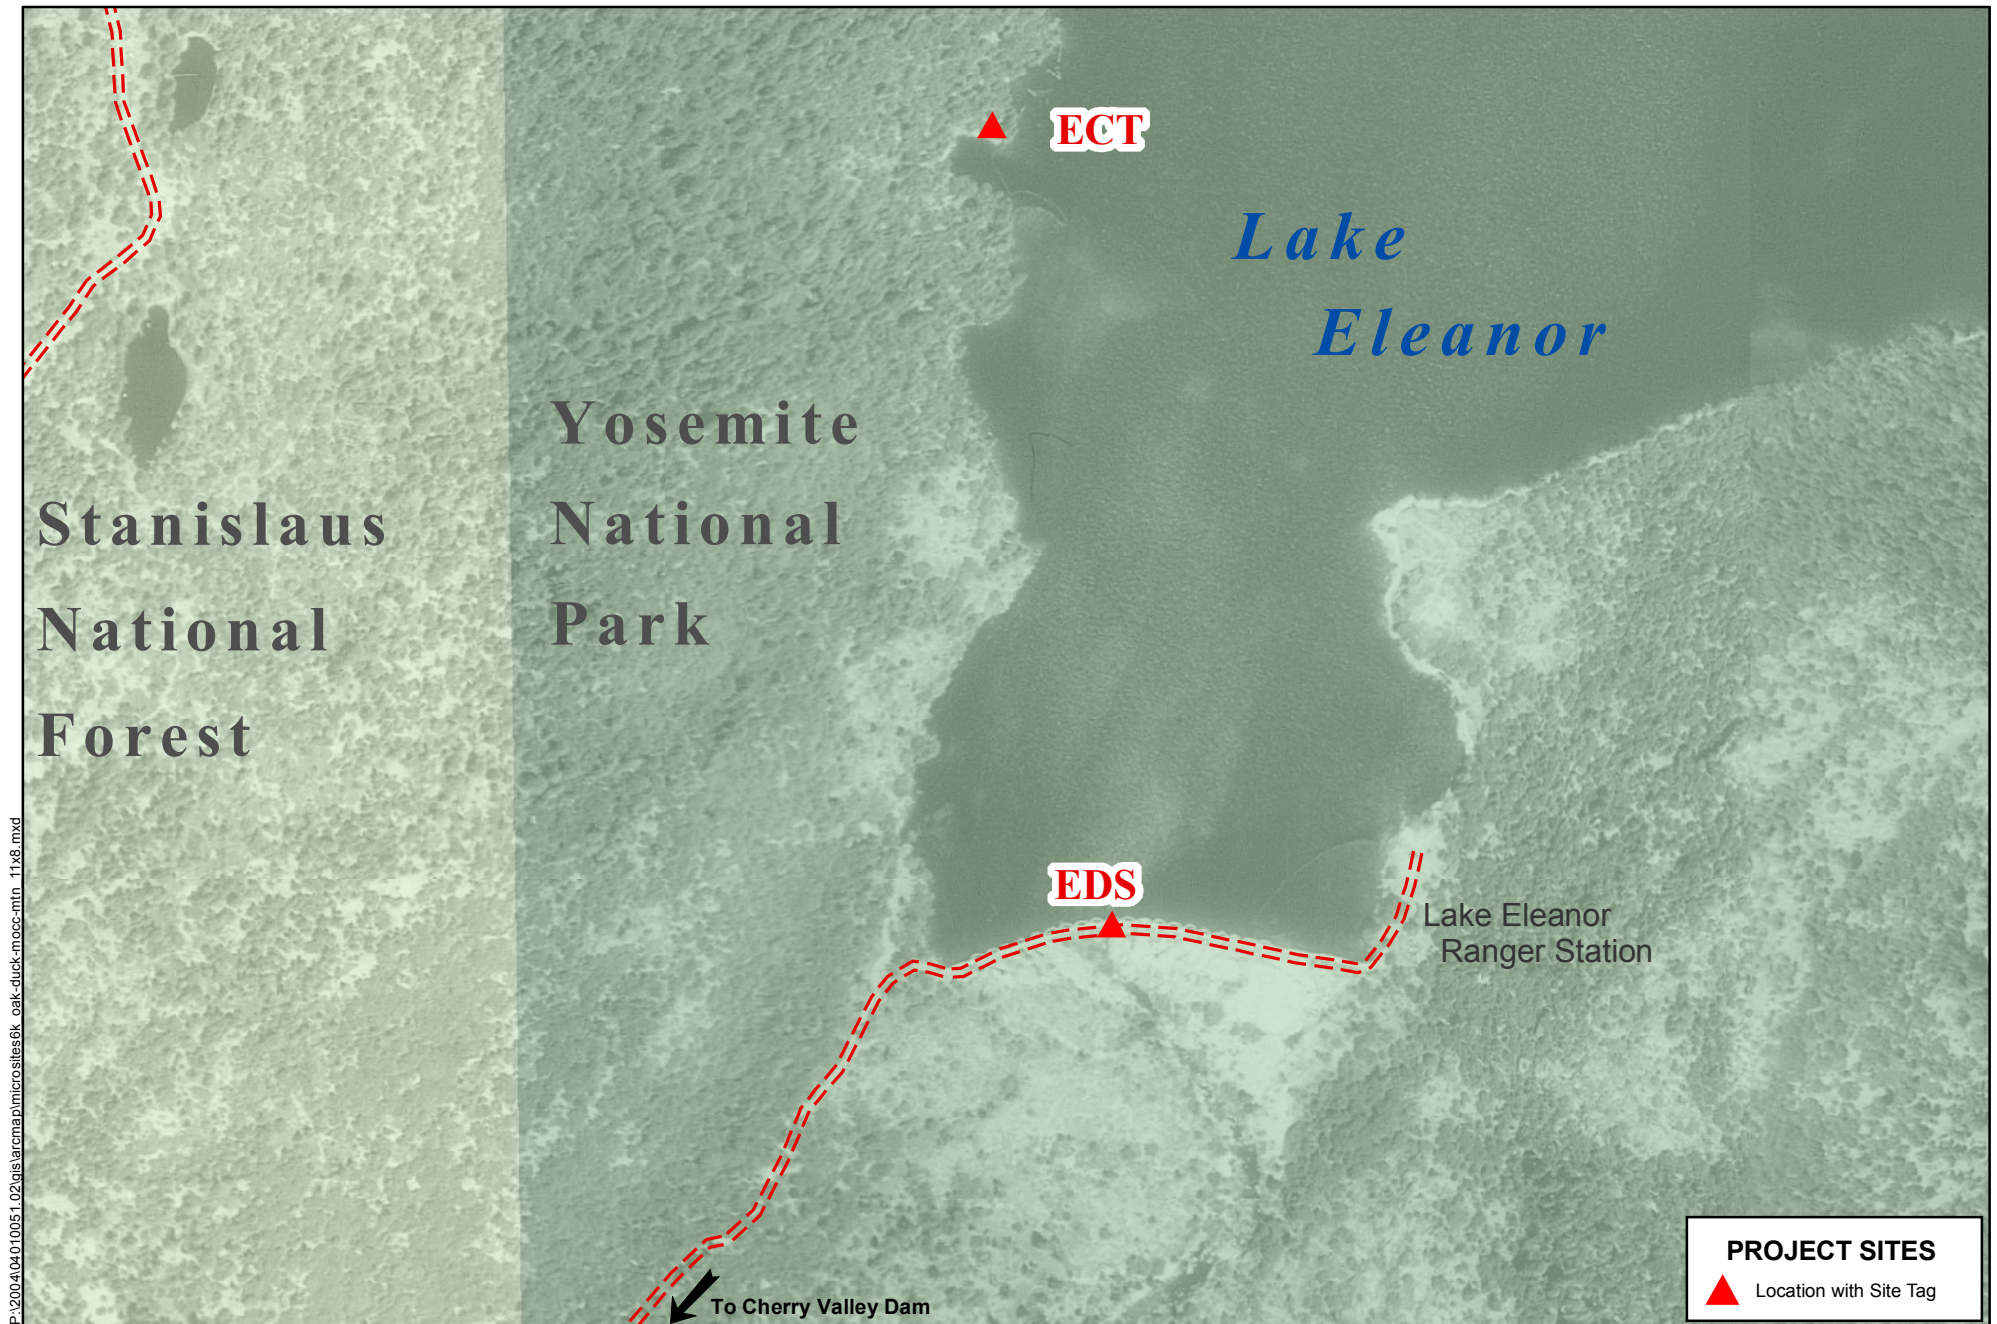 ECT
Lake
Eleanor
Yosemite
National
Park
Stanislaus
National
Forest
EDS
Lake Eleanor
Ranger Station
To Cherry Valley Dam
PROJECT SITES
Location with Site Tag
P:\2004\04010051.02\gis\arcmap\microsites6k_oak-duck-mocc-mtn_11x8.mxd